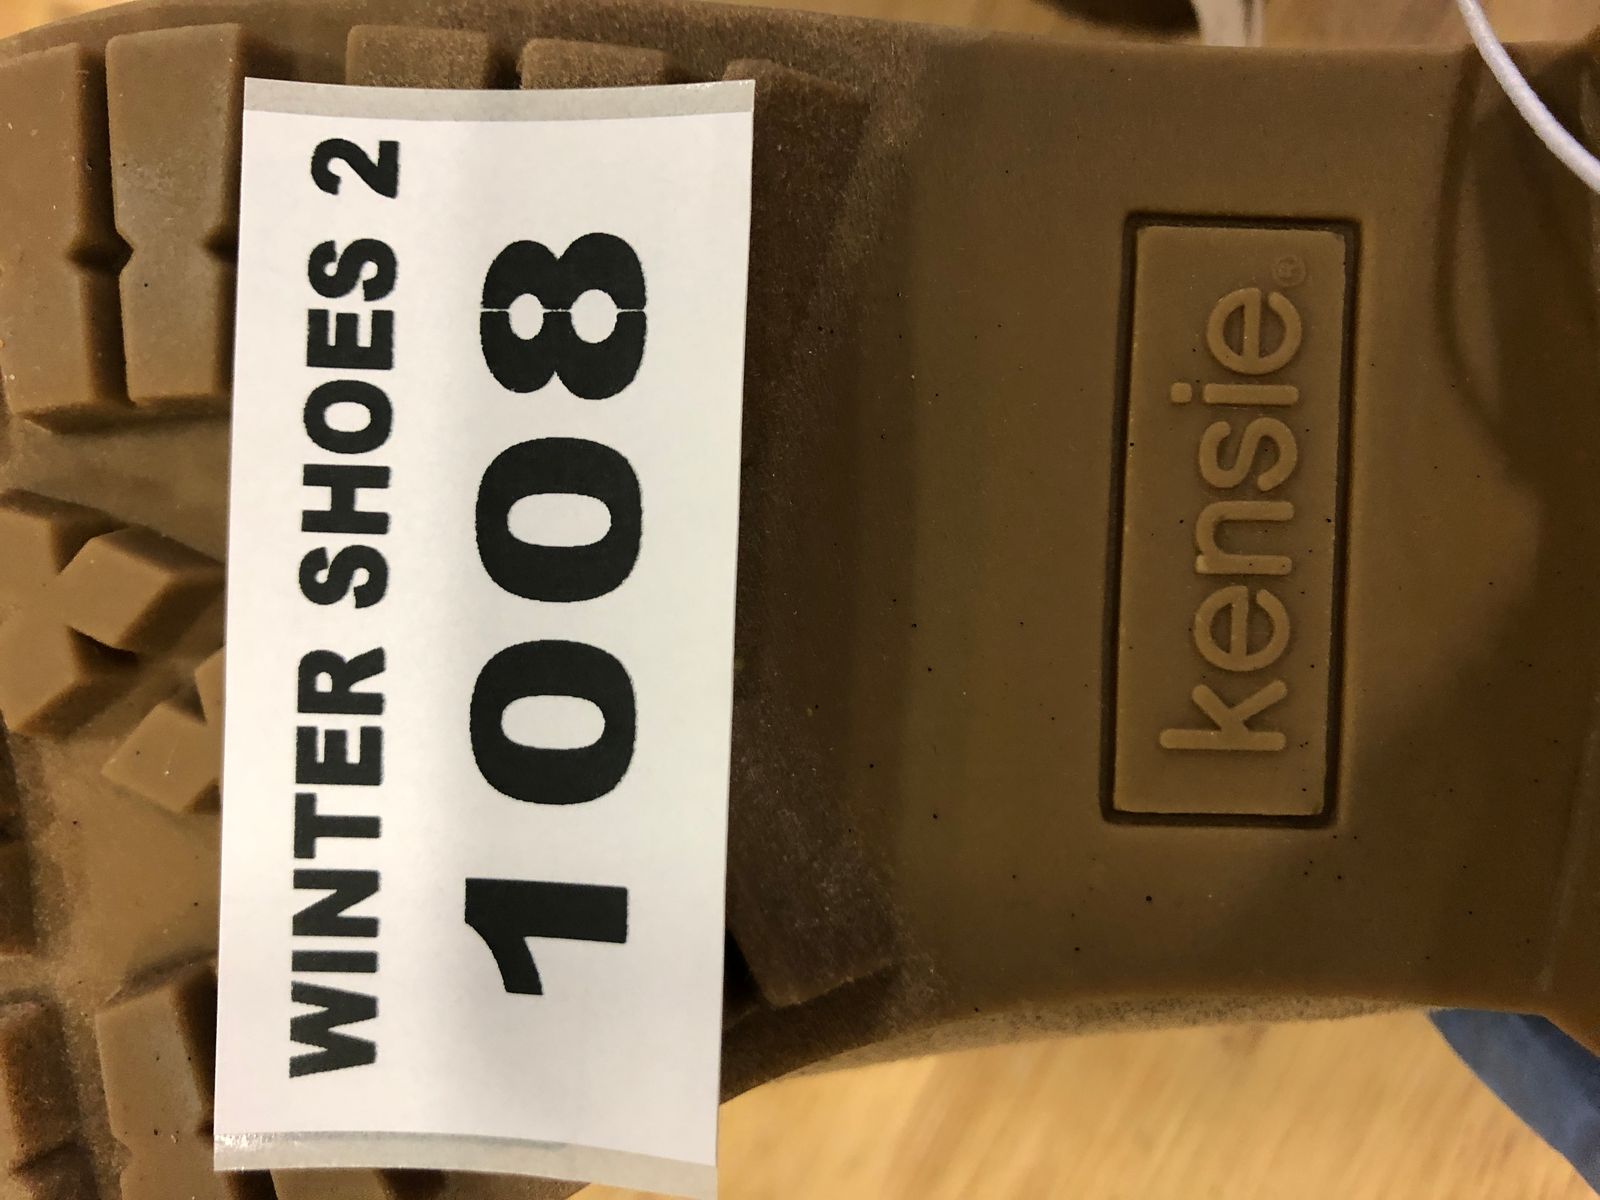 WINTER SHOES 2
1008
kensie®